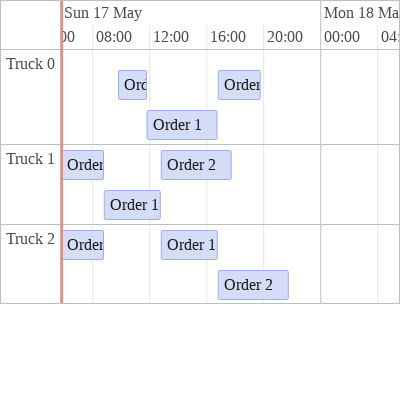 Sun 17 May
Mon 18 Ma
00
08:00
12:00
16:00
20:00
00:00
04:
Truck 0
Ord
Order
Order 1
Truck 1
Order
Order 2
Order 1
Truck 2
Order
Order 1
Order 2